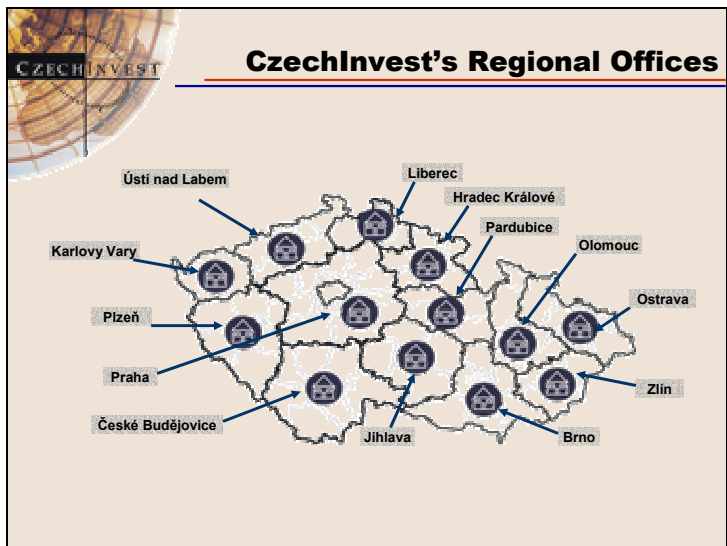 CZECHINVEST
CzechInvest's Regional Offices
Liberec
Ústí nad Labem
Hradec Králové
Pardubice
Karlovy Vary
Olomouc
Ostrava
Plzeň
Praha
Zlín
České Budějovice
Jihlava
Brno